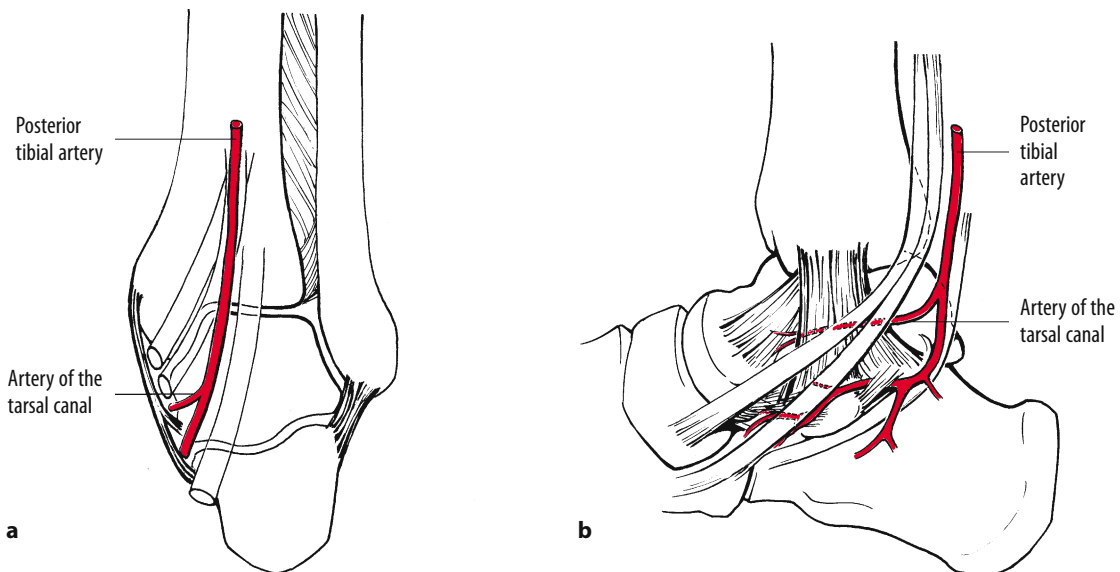 Posterior
tibial artery
Artery of the
tarsal canal
a
Posterior
tibial
artery
Artery of the
tarsal canal
b